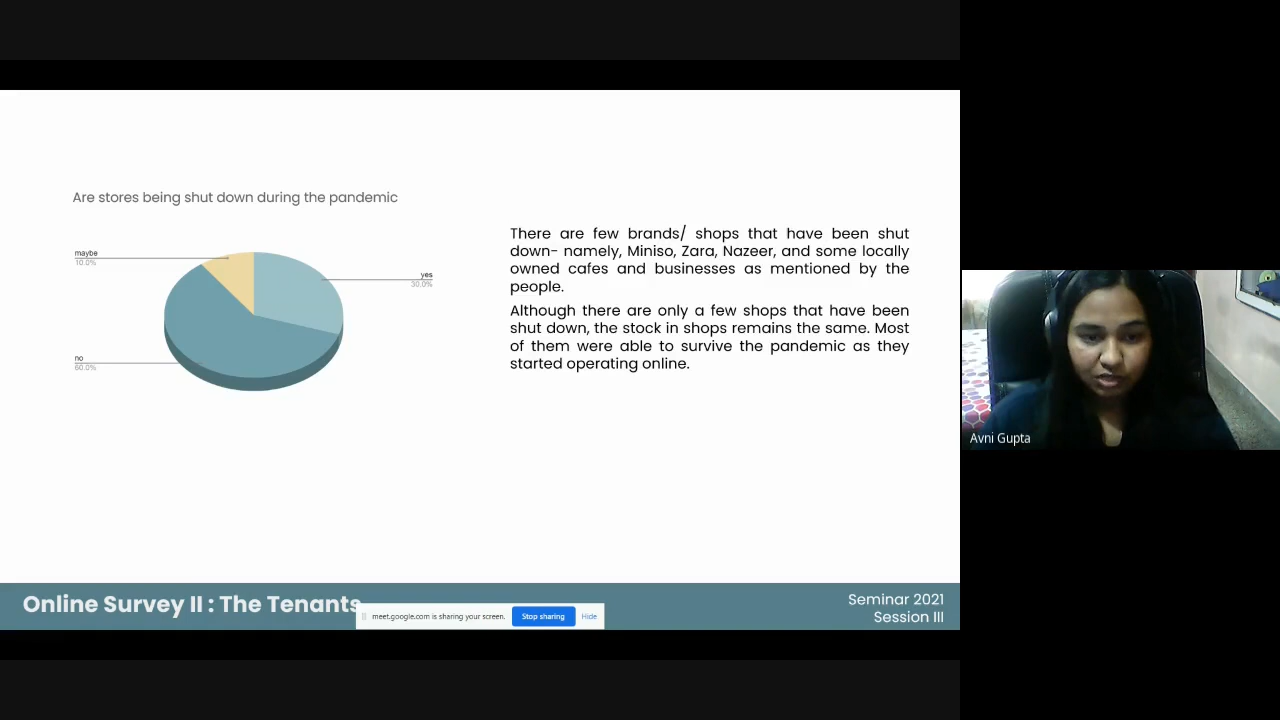 Are stores being shut down during the pandemic
maybe
10.0%
yes
30.0%
no
60.0%
There are few brands/ shops that have been shut
down- namely, Miniso, Zara, Nazeer, and some locally
owned cafes and businesses as mentioned by the
people.
Although there are only a few shops that have been
shut down, the stock in shops remains the same. Most
of them were able to survive the pandemic as they
started operating online.
Avni Gupta
Online Survey II : The Tenants
meet.google.com is sharing your screen.
Stop sharing
Hide
Seminar 2021
Session III